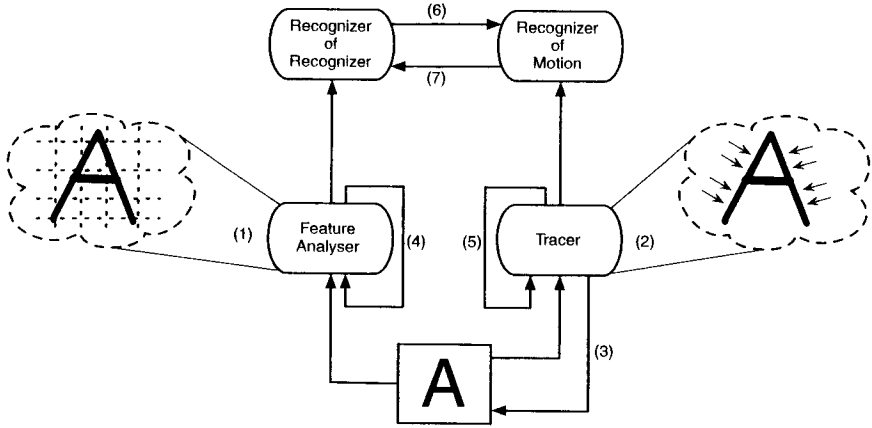 Recognizer
of
Recognizer
(6)
(7)
Recognizer
of
Motion
A
(1)
Feature
Analyser
(4)
(5)
Tracer
(2)
A
A
(3)